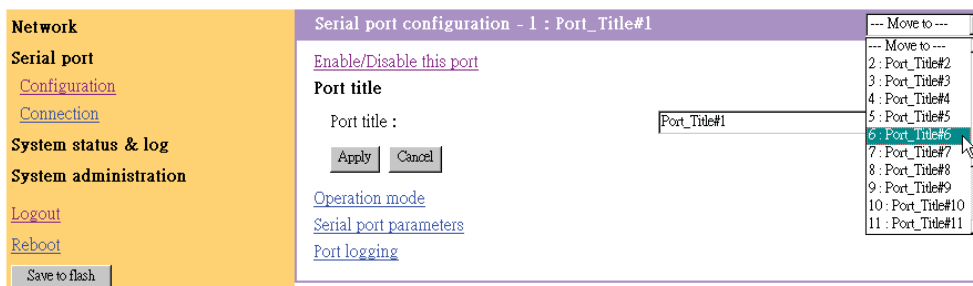 Network
Serial port
Configuration
Connection
System status & log
System administration
Logout
Reboot
Save to flash
Serial port configuration - 1 : Port_Title#1
--- Move to ---
Enable/Disable this port
Port title
Port title :
Port_Title#1
Apply
Cancel
Operation mode
Serial port parameters
Port logging
--- Move to ---
2 : Port_Title#2
3 : Port_Title#3
4 : Port_Title#4
5 : Port_Title#5
6 : Port_Title#6
7 : Port_Title#7
8 : Port_Title#8
9 : Port_Title#9
10 : Port_Title#10
11 : Port_Title#11